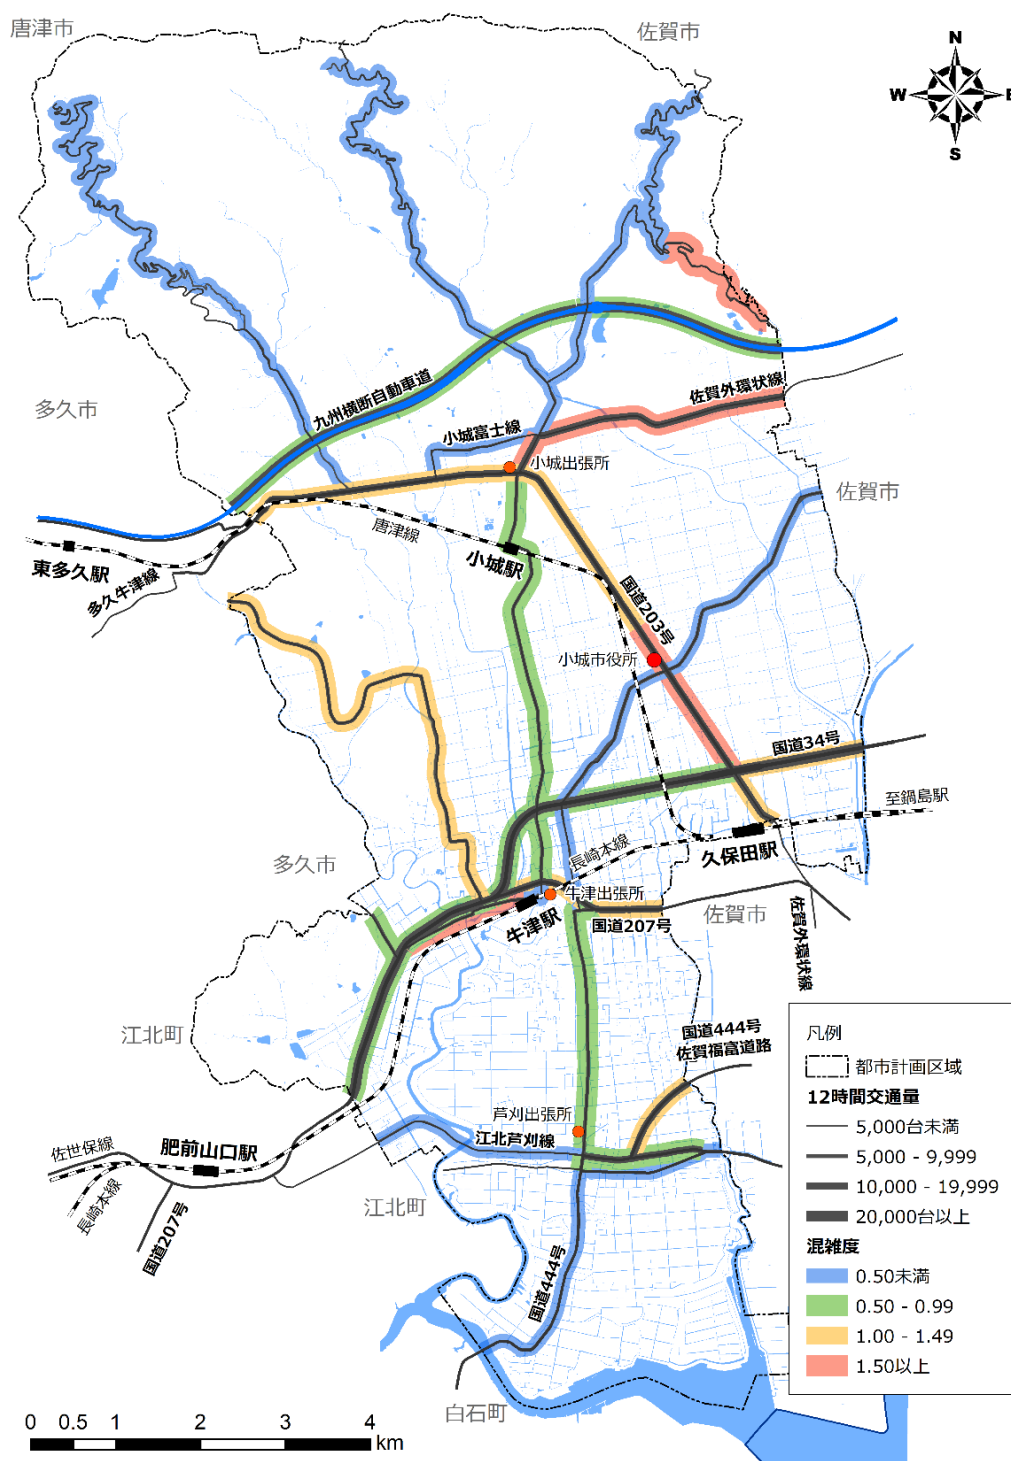 唐津市
佐賀市
N
W
E
S
多久市
九州横断自動車道
佐賀外環状線
小城富士線
小城出張所
佐賀市
唐津線
小城駅
東多久駅
多久牛津線
国道203号
小城市役所
国道34号
至鍋島駅
久保田駅
長崎本線
多久市
牛津出張所
牛津駅
国道207号
佐賀市
佐賀外環状線
江北町
国道444号
佐賀福富道路
芦刈出張所
江北芦刈線
佐世保線
肥前山口駅
長崎本線
国道207号
江北町
国道444号
白石町
凡例
都市計画区域
12時間交通量
5,000台未満
5,000 - 9,999
10,000 - 19,999
20,000台以上
混雑度
0.50未満
0.50 - 0.99
1.00 - 1.49
1.50以上
0 0.5 1 2 3 4
km